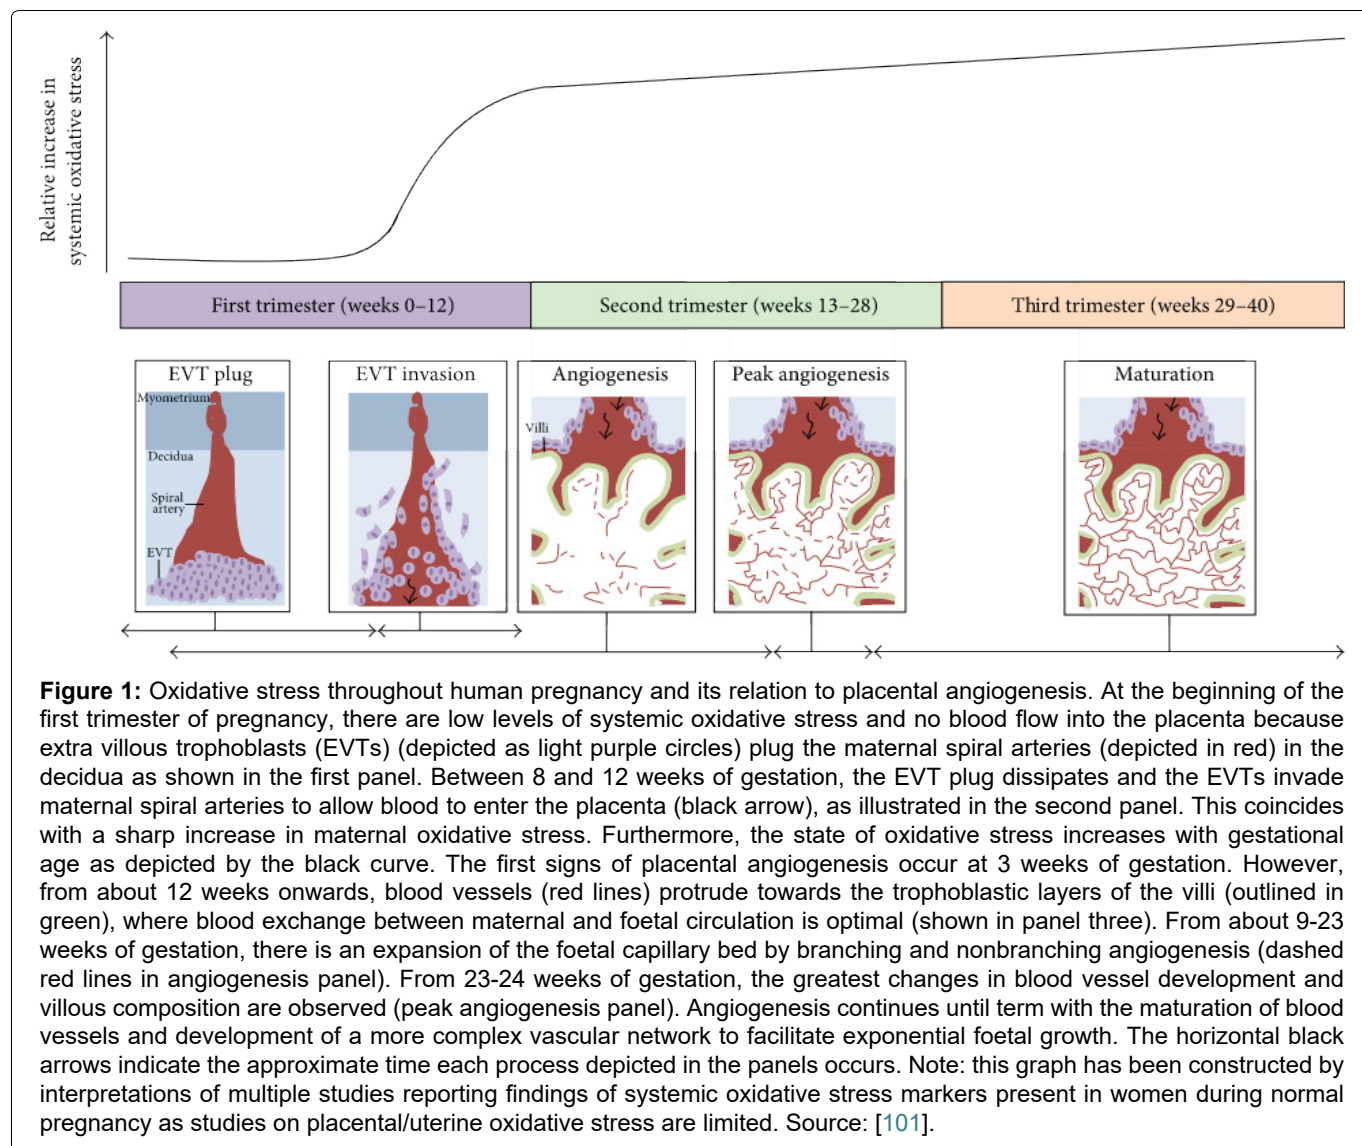 Relative increase in
systemic oxidative stress
First trimester (weeks 0–12)
Second trimester (weeks 13–28)
Third trimester (weeks 29–40)
EVT plug
Myometrium
Decidua
Spiral
artery
EVT
EVT invasion
Angiogenesis
Villi
Peak angiogenesis
Maturation
Figure 1: Oxidative stress throughout human pregnancy and its relation to placental angiogenesis. At the beginning of the
first trimester of pregnancy, there are low levels of systemic oxidative stress and no blood flow into the placenta because
extra villous trophoblasts (EVTs) (depicted as light purple circles) plug the maternal spiral arteries (depicted in red) in the
decidua as shown in the first panel. Between 8 and 12 weeks of gestation, the EVT plug dissipates and the EVTs invade
maternal spiral arteries to allow blood to enter the placenta (black arrow), as illustrated in the second panel. This coincides
with a sharp increase in maternal oxidative stress. Furthermore, the state of oxidative stress increases with gestational
age as depicted by the black curve. The first signs of placental angiogenesis occur at 3 weeks of gestation. However,
from about 12 weeks onwards, blood vessels (red lines) protrude towards the trophoblastic layers of the villi (outlined in
green), where blood exchange between maternal and foetal circulation is optimal (shown in panel three). From about 9-23
weeks of gestation, there is an expansion of the foetal capillary bed by branching and nonbranching angiogenesis (dashed
red lines in angiogenesis panel). From 23-24 weeks of gestation, the greatest changes in blood vessel development and
villous composition are observed (peak angiogenesis panel). Angiogenesis continues until term with the maturation of blood
vessels and development of a more complex vascular network to facilitate exponential foetal growth. The horizontal black
arrows indicate the approximate time each process depicted in the panels occurs. Note: this graph has been constructed by
interpretations of multiple studies reporting findings of systemic oxidative stress markers present in women during normal
pregnancy as studies on placental/uterine oxidative stress are limited. Source: [101].